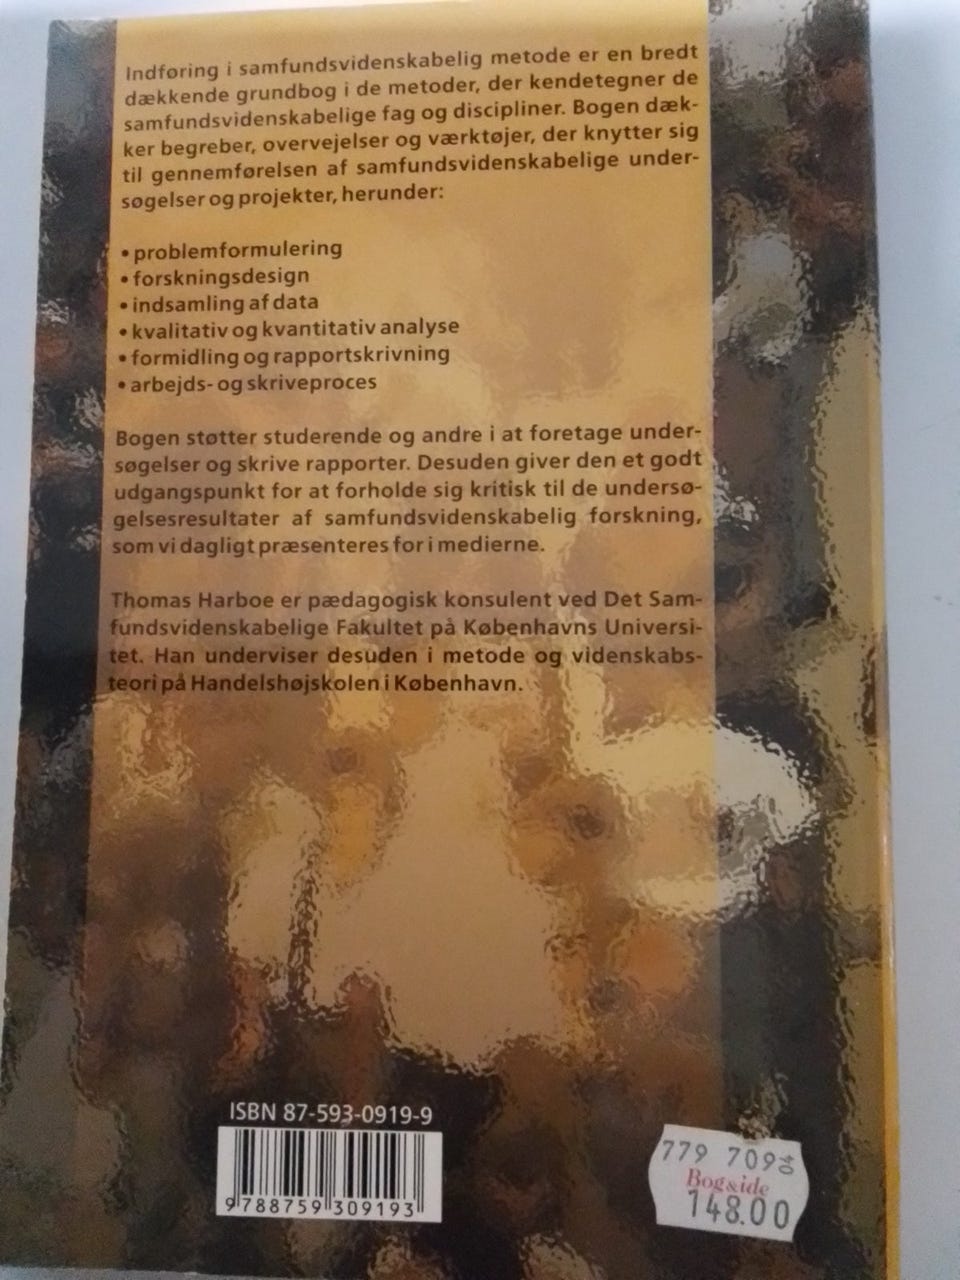 Indføring i samfundsvidenskabelig metode er en bredt
dækkende grundbog i de metoder, der kendetegner de
samfundsvidenskabelige fag og discipliner. Bogen dæk-
ker begreber, overvejelser og værktøjer, der knytter sig
til gennemførelsen af samfundsvidenskabelige under-
søgelser og projekter, herunder:
• problemformulering
• forskningsdesign
• indsamling af data
• kvalitativ og kvantitativ analyse
• formidling og rapportskrivning
• arbejds- og skriveproces
Bogen støtter studerende og andre i at foretage under-
søgelser og skrive rapporter. Desuden giver den et godt
udgangspunkt for at forholde sig kritisk til de undersø-
gelsesresultater af samfundsvidenskabelig forskning,
som vi dagligt præsenteres for i medierne.
Thomas Harboe er pædagogisk konsulent ved Det Sam-
fundsvidenskabelige Fakultet på Københavns Universi-
tet. Han underviser desuden i metode og videnskabs-
teori på Handelshøjskolen i København.
ISBN 87-593-0919-9
9 788759 309193
779 709 04
Bog&ide
148.00